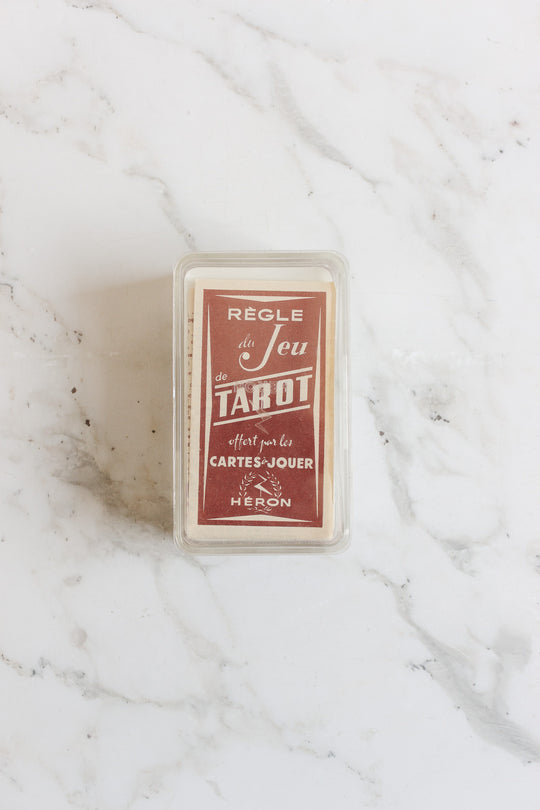 RÈGLE
du Jeu
de
TAROT
offert par les
CARTES à JOUER
HÉRON